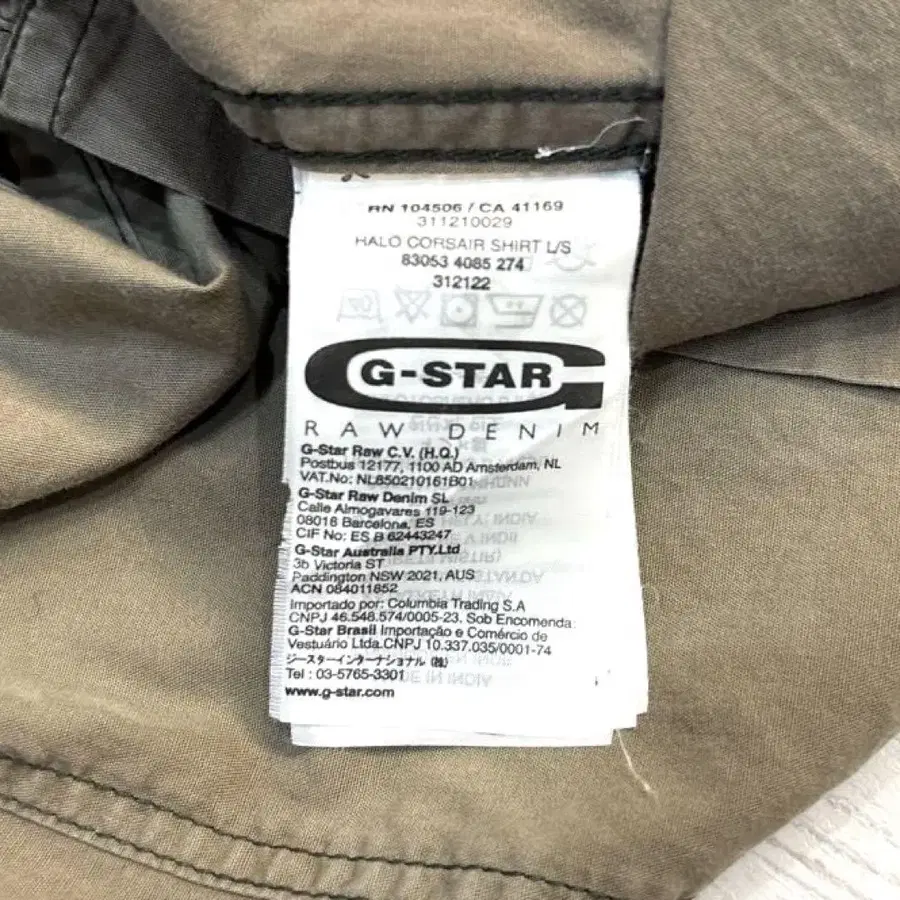 RN 104506 / CA 41169
311210029
HALO CORSAIR SHIRT L/S
83053 4085 274
312122
G-STAR
RAW DENIM
G-Star Raw C.V. (H.Q.)
Postbus 12177, 1100 AD Amsterdam, NL
VAT.No: NL850210161B01
G-Star Raw Denim SL
Calle Almogavares 119-123
08018 Barcelona, ES
CIF No: ES B 62443247
G-Star Australia PTY.Ltd
3b Victoria ST
Paddington NSW 2021, AUS
ACN 084011852
Importado por: Columbia Trading S.A
CNPJ 46.548.574/0005-23. Sob Encomenda:
G-Star Brasil Importação e Comércio de
Vestuário Ltda.CNPJ 10.337.035/0001-74
ジースターインターナショナル (株)
Tel : 03-5765-3301
www.g-star.com
MADE IN INDIA